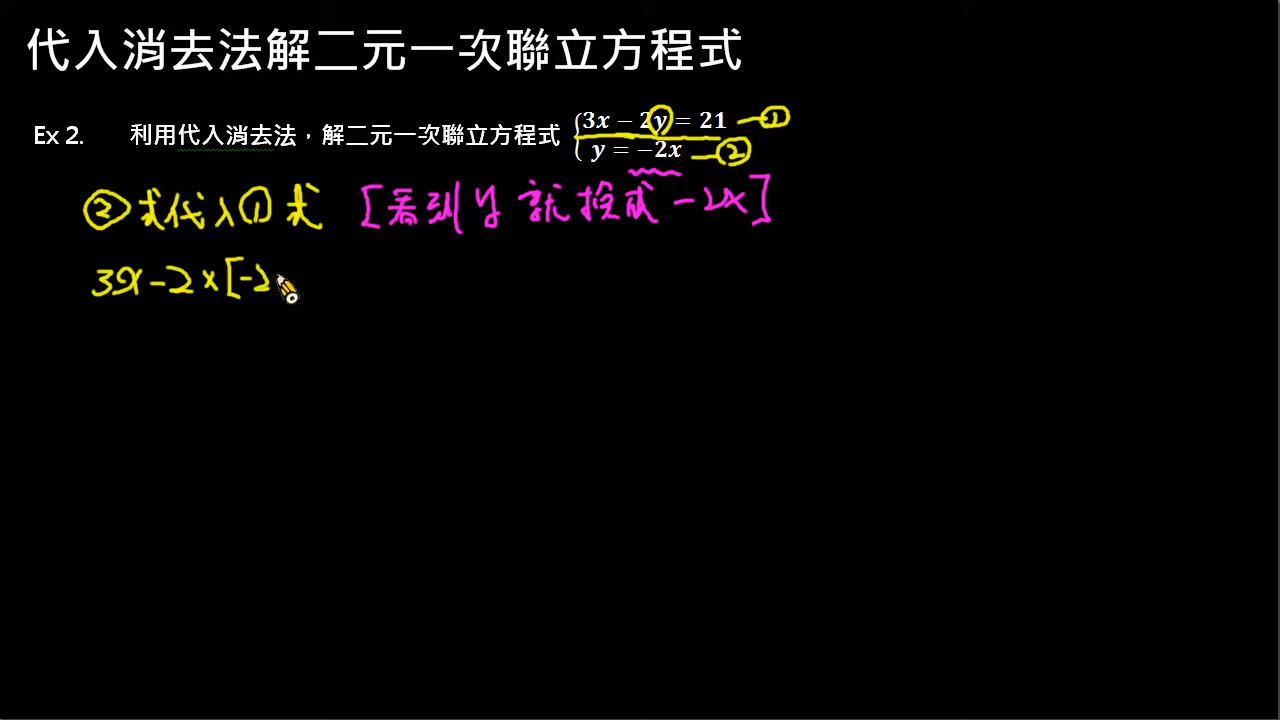 代入消去法解二元一次聯立方程式
Ex 2. 利用代入消去法，解二元一次聯立方程式 3x − 2y = 21 —①
y = −2x —②
②式代入①式 [看到y就換成-2x]
3x-2×[-2